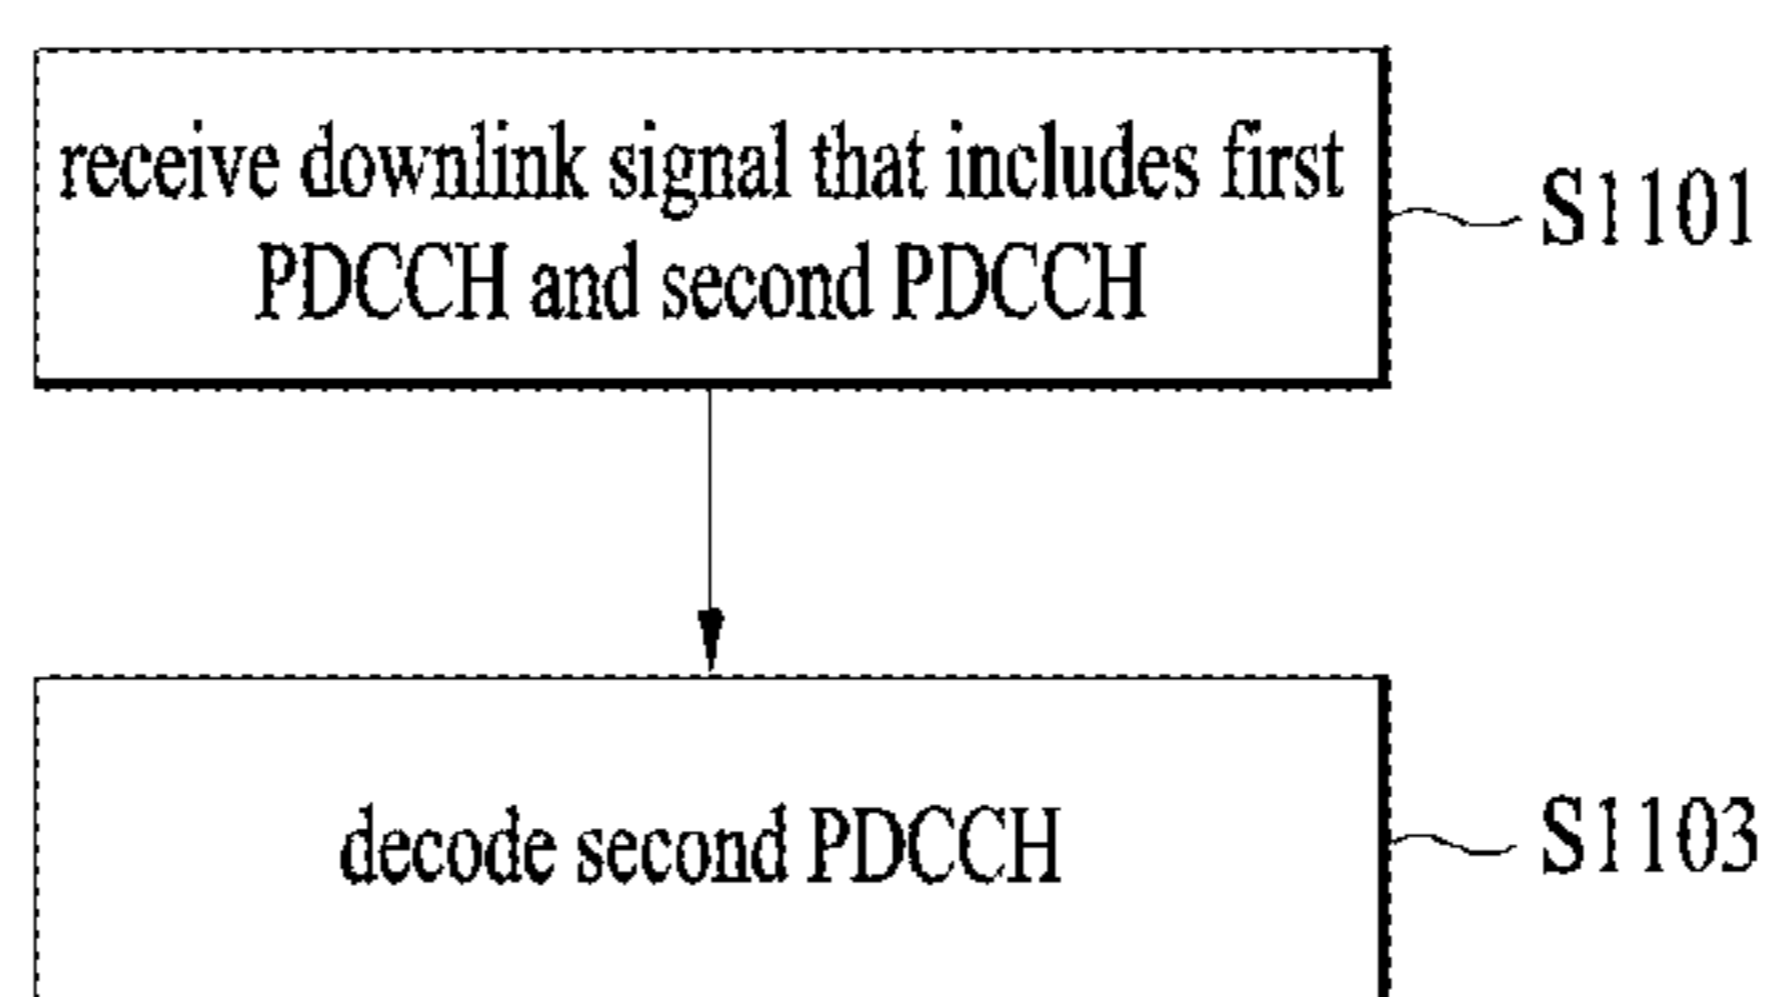 receive downlink signal that includes first
PDCCH and second PDCCH
S1101
decode second PDCCH
S1103